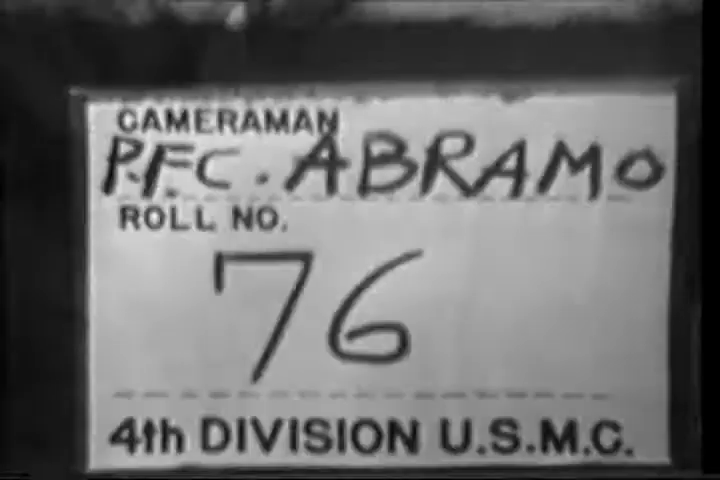 CAMERAMAN
P.F.C. ABRAMO
ROLL NO.
76
4th DIVISION U.S.M.C.